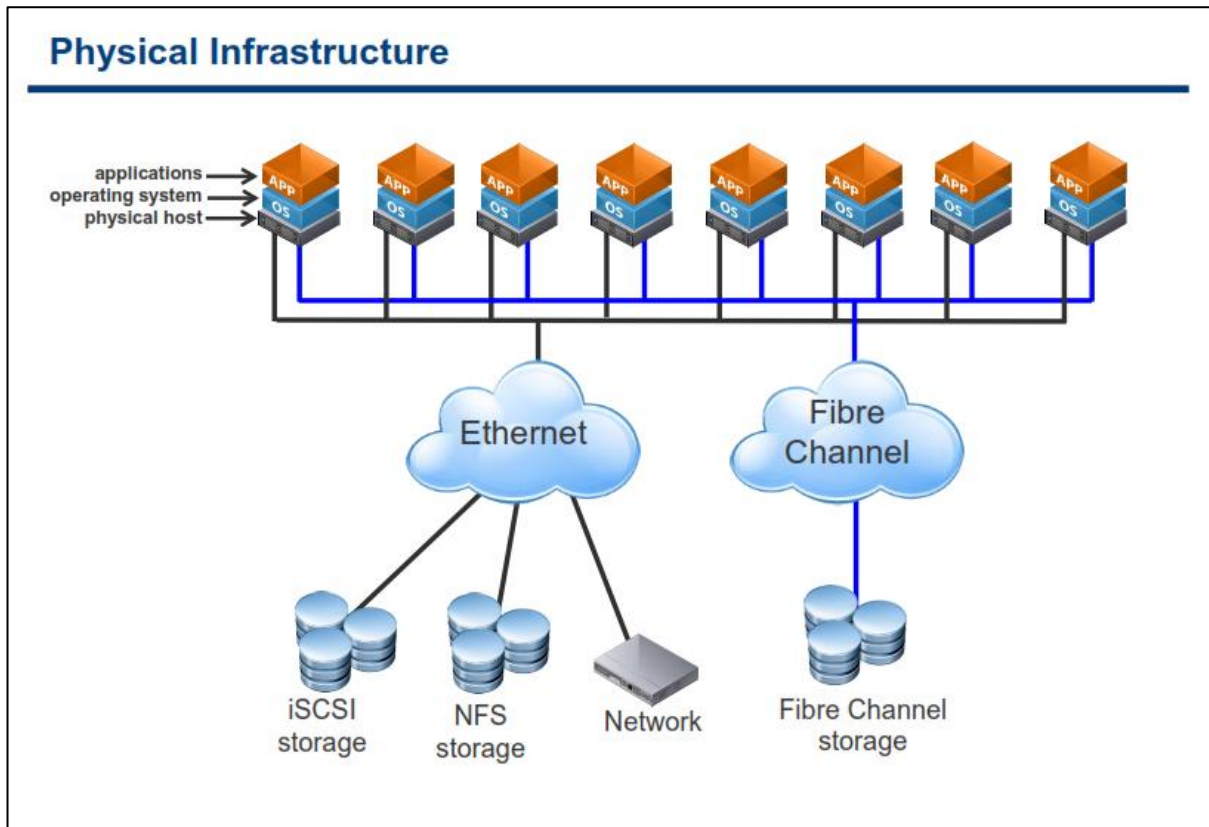 Physical Infrastructure
applications
operating system
physical host
APP
OS
APP
OS
APP
OS
APP
OS
APP
OS
APP
OS
APP
OS
APP
OS
Ethernet
Fibre
Channel
iSCSI
storage
NFS
storage
Network
Fibre Channel
storage